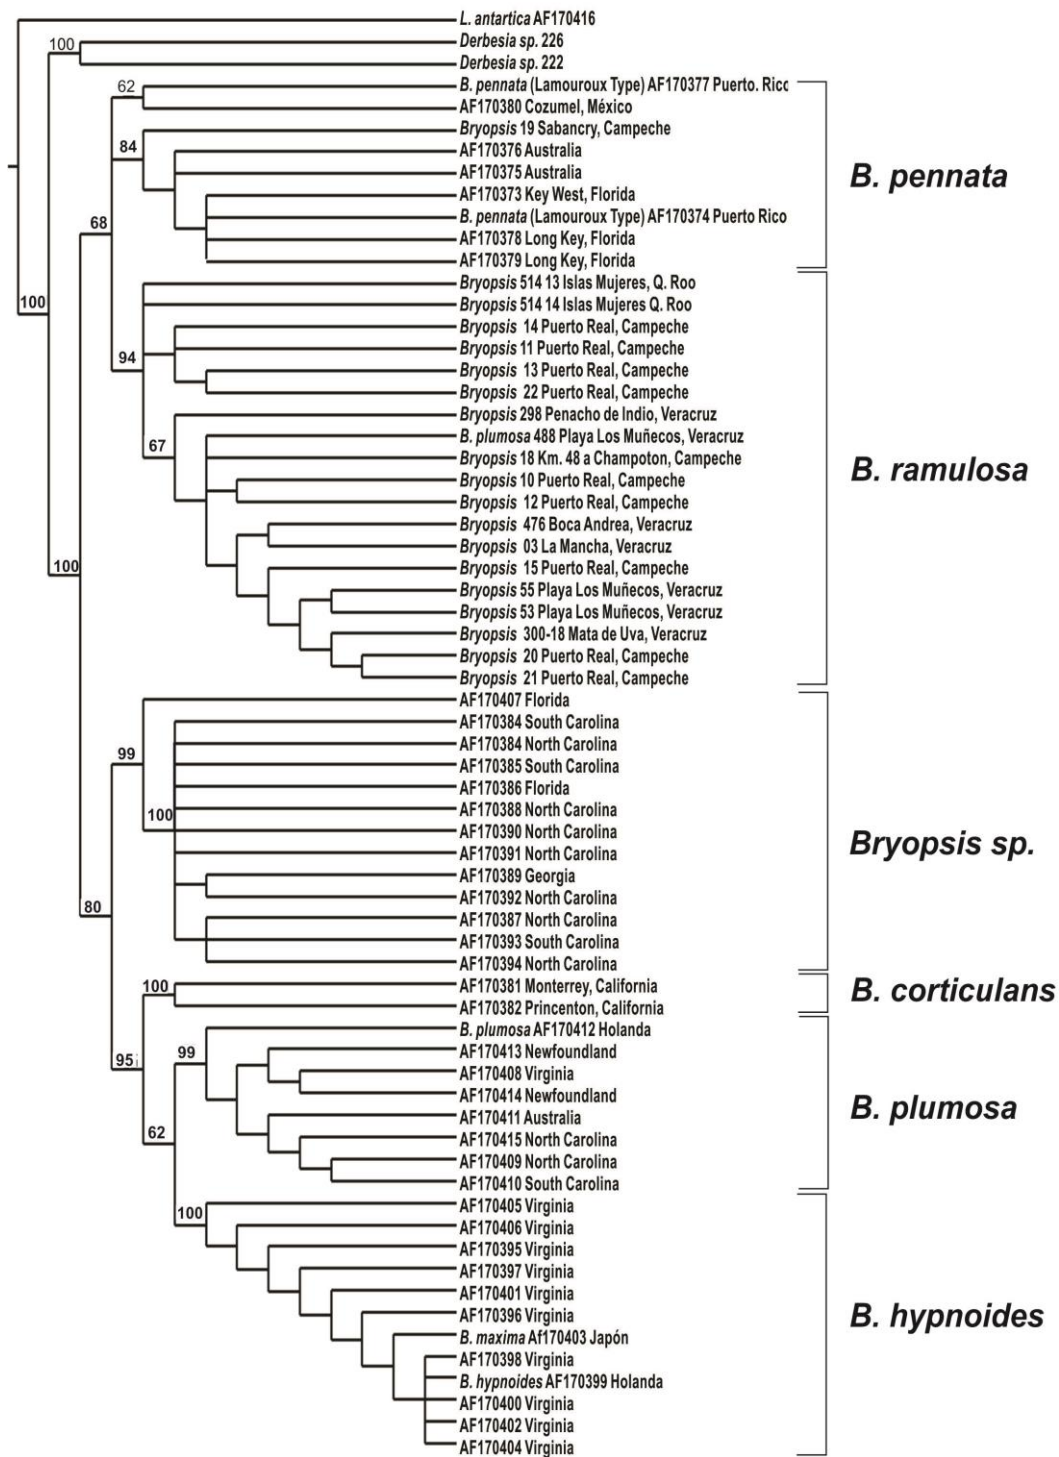 L. antartica AF170416
100
Derbesia sp. 226
Derbesia sp. 222
62
B. pennata (Lamouroux Type) AF170377 Puerto. Ricc
AF170380 Cozumel, México
Bryopsis 19 Sabancry, Campeche
84
AF170376 Australia
AF170375 Australia
B. pennata
AF170373 Key West, Florida
B. pennata (Lamouroux Type) AF170374 Puerto Rico
68
AF170378 Long Key, Florida
AF170379 Long Key, Florida
Bryopsis 514 13 Islas Mujeres, Q. Roo
100
Bryopsis 514 14 Islas Mujeres Q. Roo
Bryopsis 14 Puerto Real, Campeche
Bryopsis 11 Puerto Real, Campeche
94
Bryopsis 13 Puerto Real, Campeche
Bryopsis 22 Puerto Real, Campeche
Bryopsis 298 Penacho de Indio, Veracruz
B. plumosa 488 Playa Los Muñecos, Veracruz
67
Bryopsis 18 Km. 48 a Champoton, Campeche
B. ramulosa
Bryopsis 10 Puerto Real, Campeche
Bryopsis 12 Puerto Real, Campeche
Bryopsis 476 Boca Andrea, Veracruz
Bryopsis 03 La Mancha, Veracruz
100
Bryopsis 15 Puerto Real, Campeche
Bryopsis 55 Playa Los Muñecos, Veracruz
Bryopsis 53 Playa Los Muñecos, Veracruz
Bryopsis 300-18 Mata de Uva, Veracruz
Bryopsis 20 Puerto Real, Campeche
Bryopsis 21 Puerto Real, Campeche
AF170407 Florida
AF170384 South Carolina
AF170384 North Carolina
99
AF170385 South Carolina
AF170386 Florida
AF170388 North Carolina
100
AF170390 North Carolina
Bryopsis sp.
AF170391 North Carolina
AF170389 Georgia
AF170392 North Carolina
80
AF170387 North Carolina
AF170393 South Carolina
AF170394 North Carolina
100
AF170381 Monterrey, California
B. corticulans
AF170382 Princenton, California
B. plumosa AF170412 Holanda
95
99
AF170413 Newfoundland
AF170408 Virginia
AF170414 Newfoundland
B. plumosa
AF170411 Australia
62
AF170415 North Carolina
AF170409 North Carolina
AF170410 South Carolina
100
AF170405 Virginia
AF170406 Virginia
AF170395 Virginia
AF170397 Virginia
AF170401 Virginia
AF170396 Virginia
B. hypnoides
B. maxima Af170403 Japón
AF170398 Virginia
B. hypnoides AF170399 Holanda
AF170400 Virginia
AF170402 Virginia
AF170404 Virginia